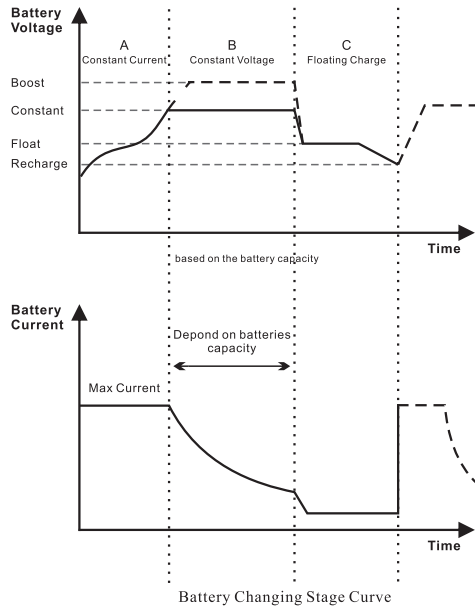 Battery
Voltage
A
B
C
Constant Current
Constant Voltage
Floating Charge
Boost
Constant
Float
Recharge
Time
based on the battery capacity
Battery
Current
Depond on batteries
capacity
Max Current
Time
Battery Changing Stage Curve